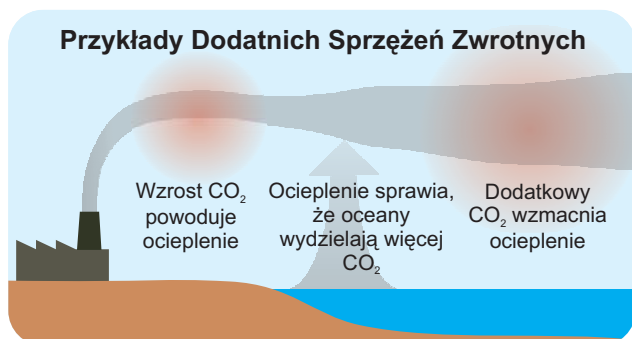 Przykłady Dodatnich Sprzężeń Zwrotnych
Wzrost CO₂
powoduje
ocieplenie
Ocieplenie sprawia,
że oceany
wydzielają więcej
CO₂
Dodatkowy
CO₂ wzmacnia
ocieplenie